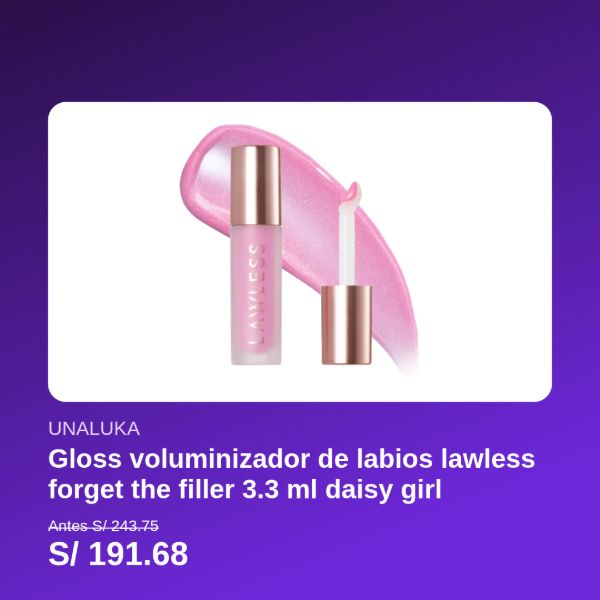 LAWLESS
UNALUKA
Gloss voluminizador de labios lawless
forget the filler 3.3 ml daisy girl
Antes S/ 243.75
S/ 191.68